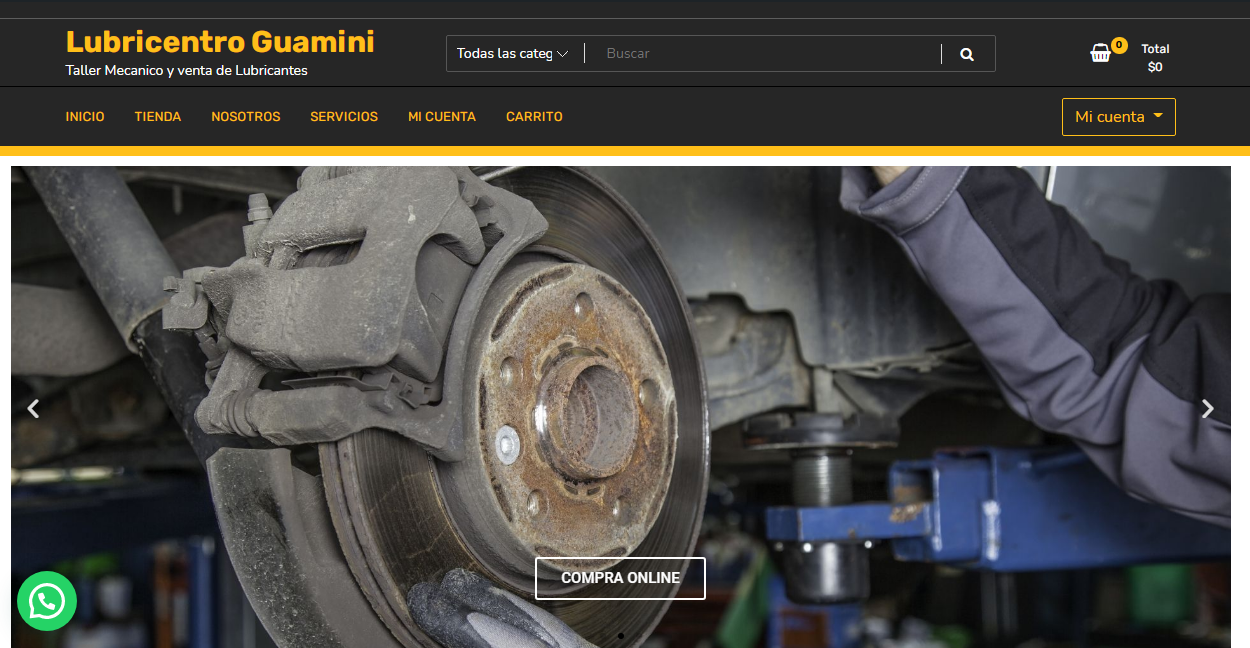 Lubricentro Guamini
Taller Mecanico y venta de Lubricantes
Todas las categ
Buscar
0
Total
$0
INICIO TIENDA NOSOTROS SERVICIOS MI CUENTA CARRITO
Mi cuenta
COMPRA ONLINE